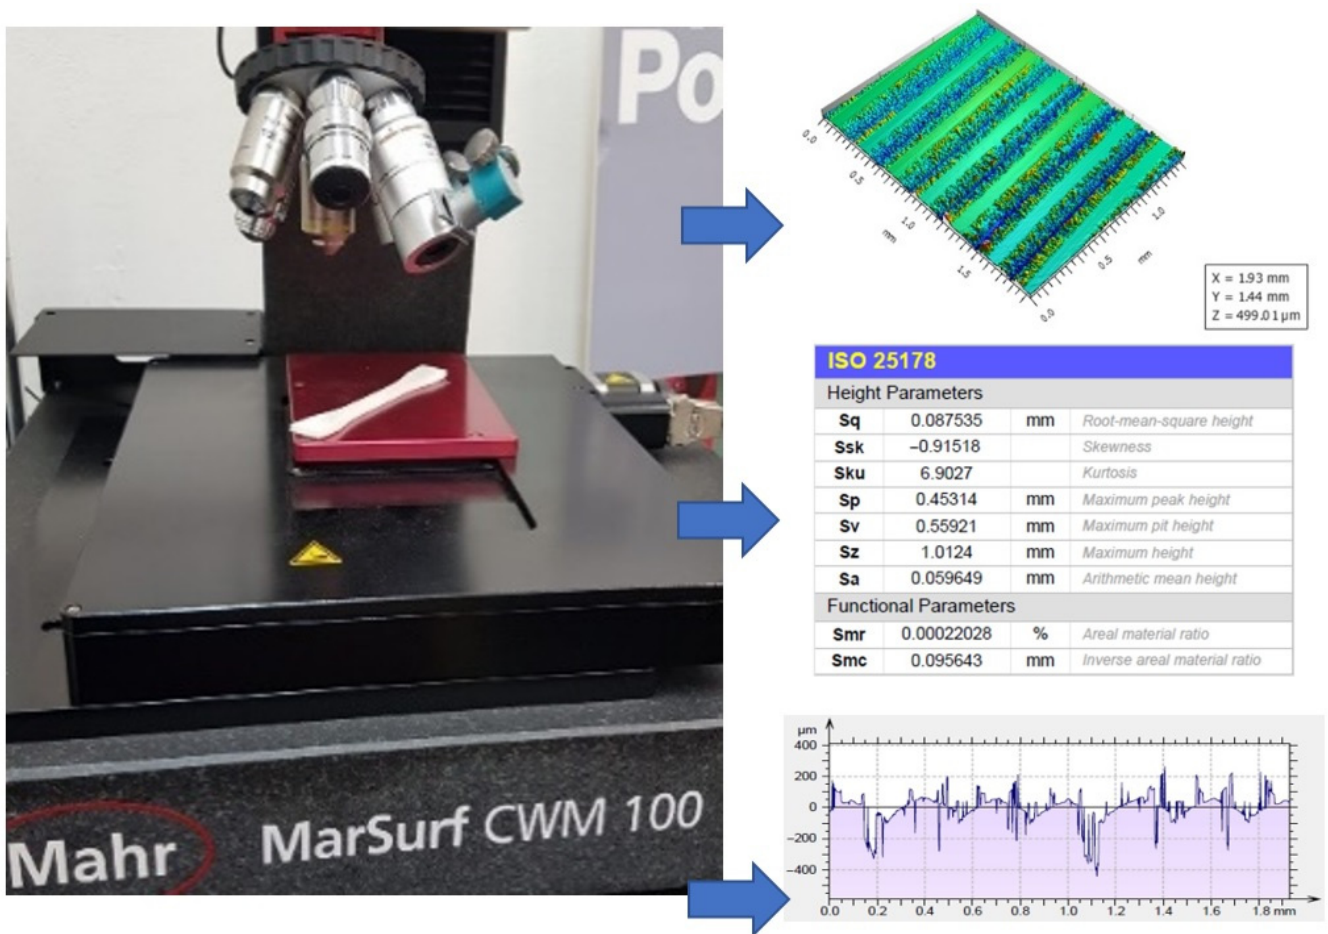 Po
Mahr
MarSurf CWM 100
0.0
0.5
1.0
1.5
mm
0.0
0.5
1.0
mm
X = 1.93 mm
Y = 1.44 mm
Z = 499.01 µm
ISO 25178
Height Parameters
Sq 0.087535 mm Root-mean-square height
Ssk −0.91518 Skewness
Sku 6.9027 Kurtosis
Sp 0.45314 mm Maximum peak height
Sv 0.55921 mm Maximum pit height
Sz 1.0124 mm Maximum height
Sa 0.059649 mm Arithmetic mean height
Functional Parameters
Smr 0.00022028 % Areal material ratio
Smc 0.095643 mm Inverse areal material ratio
µm
400
200
0
−200
−400
0.0 0.2 0.4 0.6 0.8 1.0 1.2 1.4 1.6 1.8 mm